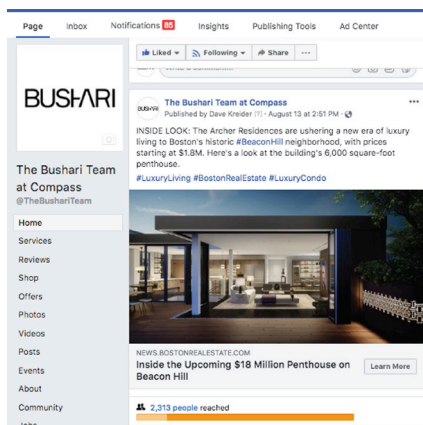 Page Inbox Notifications 85 Insights Publishing Tools Ad Center
Liked Following Share ...
BUSHARI
The Bushari Team at Compass
Published by Dave Kreider [?] · August 13 at 2:51 PM ·
INSIDE LOOK: The Archer Residences are ushering a new era of luxury
living to Boston's historic #BeaconHill neighborhood, with prices
starting at $1.8M. Here's a look at the building's 6,000 square-foot
penthouse.
#LuxuryLiving #BostonRealEstate #LuxuryCondo
BUSHARI
The Bushari Team
at Compass
@TheBushariTeam
Home
Services
Reviews
Shop
Offers
Photos
Videos
Posts
Events
About
Community
NEWS.BOSTONREALESTATE.COM
Inside the Upcoming $18 Million Penthouse on
Beacon Hill
Learn More
2,313 people reached